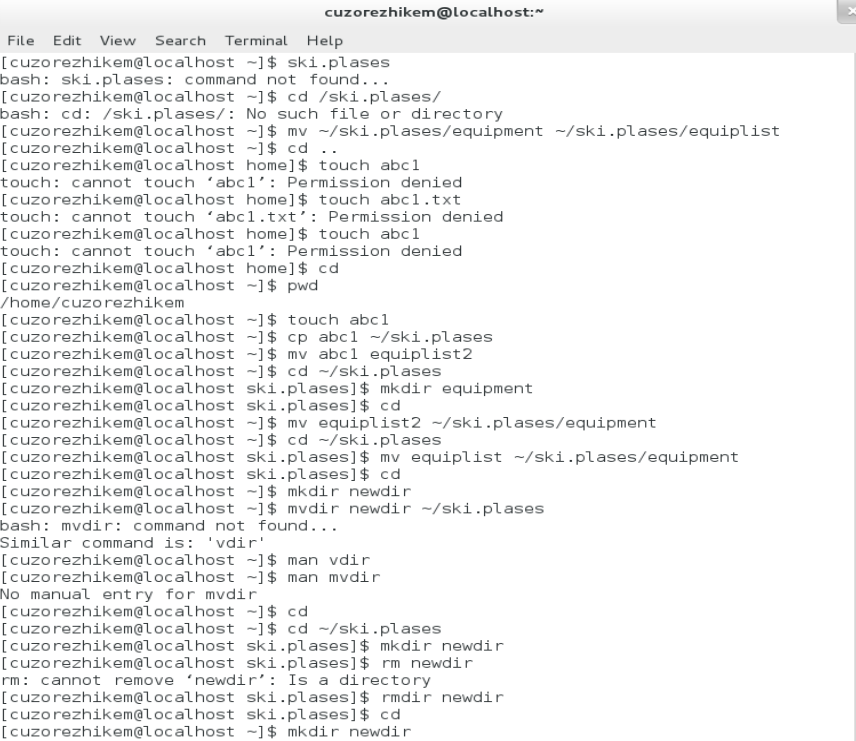 cuzorezhikem@localhost:~
File Edit View Search Terminal Help
[cuzorezhikem@localhost ~]$ ski.plases
bash: ski.plases: command not found...
[cuzorezhikem@localhost ~]$ cd /ski.plases/
bash: cd: /ski.plases/: No such file or directory
[cuzorezhikem@localhost ~]$ mv ~/ski.plases/equipment ~/ski.plases/equiplist
[cuzorezhikem@localhost ~]$ cd ..
[cuzorezhikem@localhost home]$ touch abc1
touch: cannot touch ‘abc1’: Permission denied
[cuzorezhikem@localhost home]$ touch abc1.txt
touch: cannot touch ‘abc1.txt’: Permission denied
[cuzorezhikem@localhost home]$ touch abc1
touch: cannot touch ‘abc1’: Permission denied
[cuzorezhikem@localhost home]$ cd
[cuzorezhikem@localhost ~]$ pwd
/home/cuzorezhikem
[cuzorezhikem@localhost ~]$ touch abc1
[cuzorezhikem@localhost ~]$ cp abc1 ~/ski.plases
[cuzorezhikem@localhost ~]$ mv abc1 equiplist2
[cuzorezhikem@localhost ~]$ cd ~/ski.plases
[cuzorezhikem@localhost ski.plases]$ mkdir equipment
[cuzorezhikem@localhost ski.plases]$ cd
[cuzorezhikem@localhost ~]$ mv equiplist2 ~/ski.plases/equipment
[cuzorezhikem@localhost ~]$ cd ~/ski.plases
[cuzorezhikem@localhost ski.plases]$ mv equiplist ~/ski.plases/equipment
[cuzorezhikem@localhost ski.plases]$ cd
[cuzorezhikem@localhost ~]$ mkdir newdir
[cuzorezhikem@localhost ~]$ mvdir newdir ~/ski.plases
bash: mvdir: command not found...
Similar command is: 'vdir'
[cuzorezhikem@localhost ~]$ man vdir
[cuzorezhikem@localhost ~]$ man mvdir
No manual entry for mvdir
[cuzorezhikem@localhost ~]$ cd
[cuzorezhikem@localhost ~]$ cd ~/ski.plases
[cuzorezhikem@localhost ski.plases]$ mkdir newdir
[cuzorezhikem@localhost ski.plases]$ rm newdir
rm: cannot remove ‘newdir’: Is a directory
[cuzorezhikem@localhost ski.plases]$ rmdir newdir
[cuzorezhikem@localhost ski.plases]$ cd
[cuzorezhikem@localhost ~]$ mkdir newdir